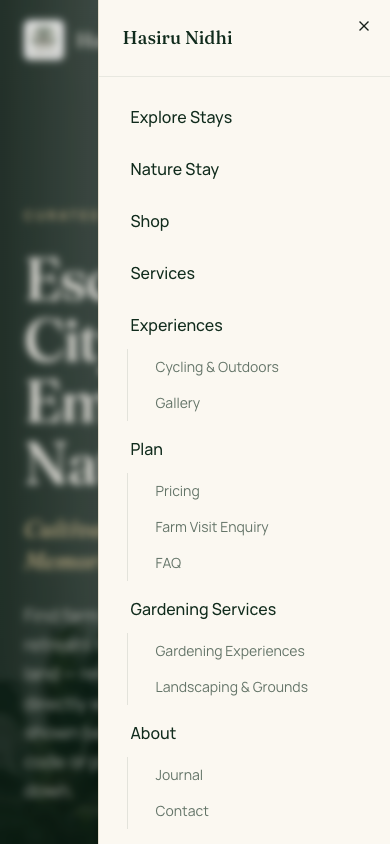 Hasiru Nidhi
Explore Stays
Nature Stay
Shop
Services
Experiences
Cycling & Outdoors
Gallery
Plan
Pricing
Farm Visit Enquiry
FAQ
Gardening Services
Gardening Experiences
Landscaping & Grounds
About
Journal
Contact